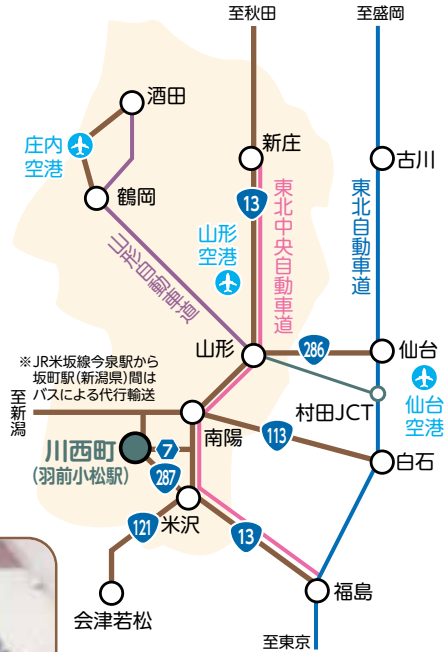 至秋田
至盛岡
酒田
庄内
空港
新庄
古川
鶴岡
13
山形
空港
東北中央自動車道
東北自動車道
山形自動車道
山形
286
仙台
仙台
空港
※JR米坂線今泉駅から
坂町駅(新潟県)間は
バスによる代行輸送
至新潟
村田JCT
南陽
113
白石
川西町
(羽前小松駅)
7
287
米沢
121
13
会津若松
福島
至東京